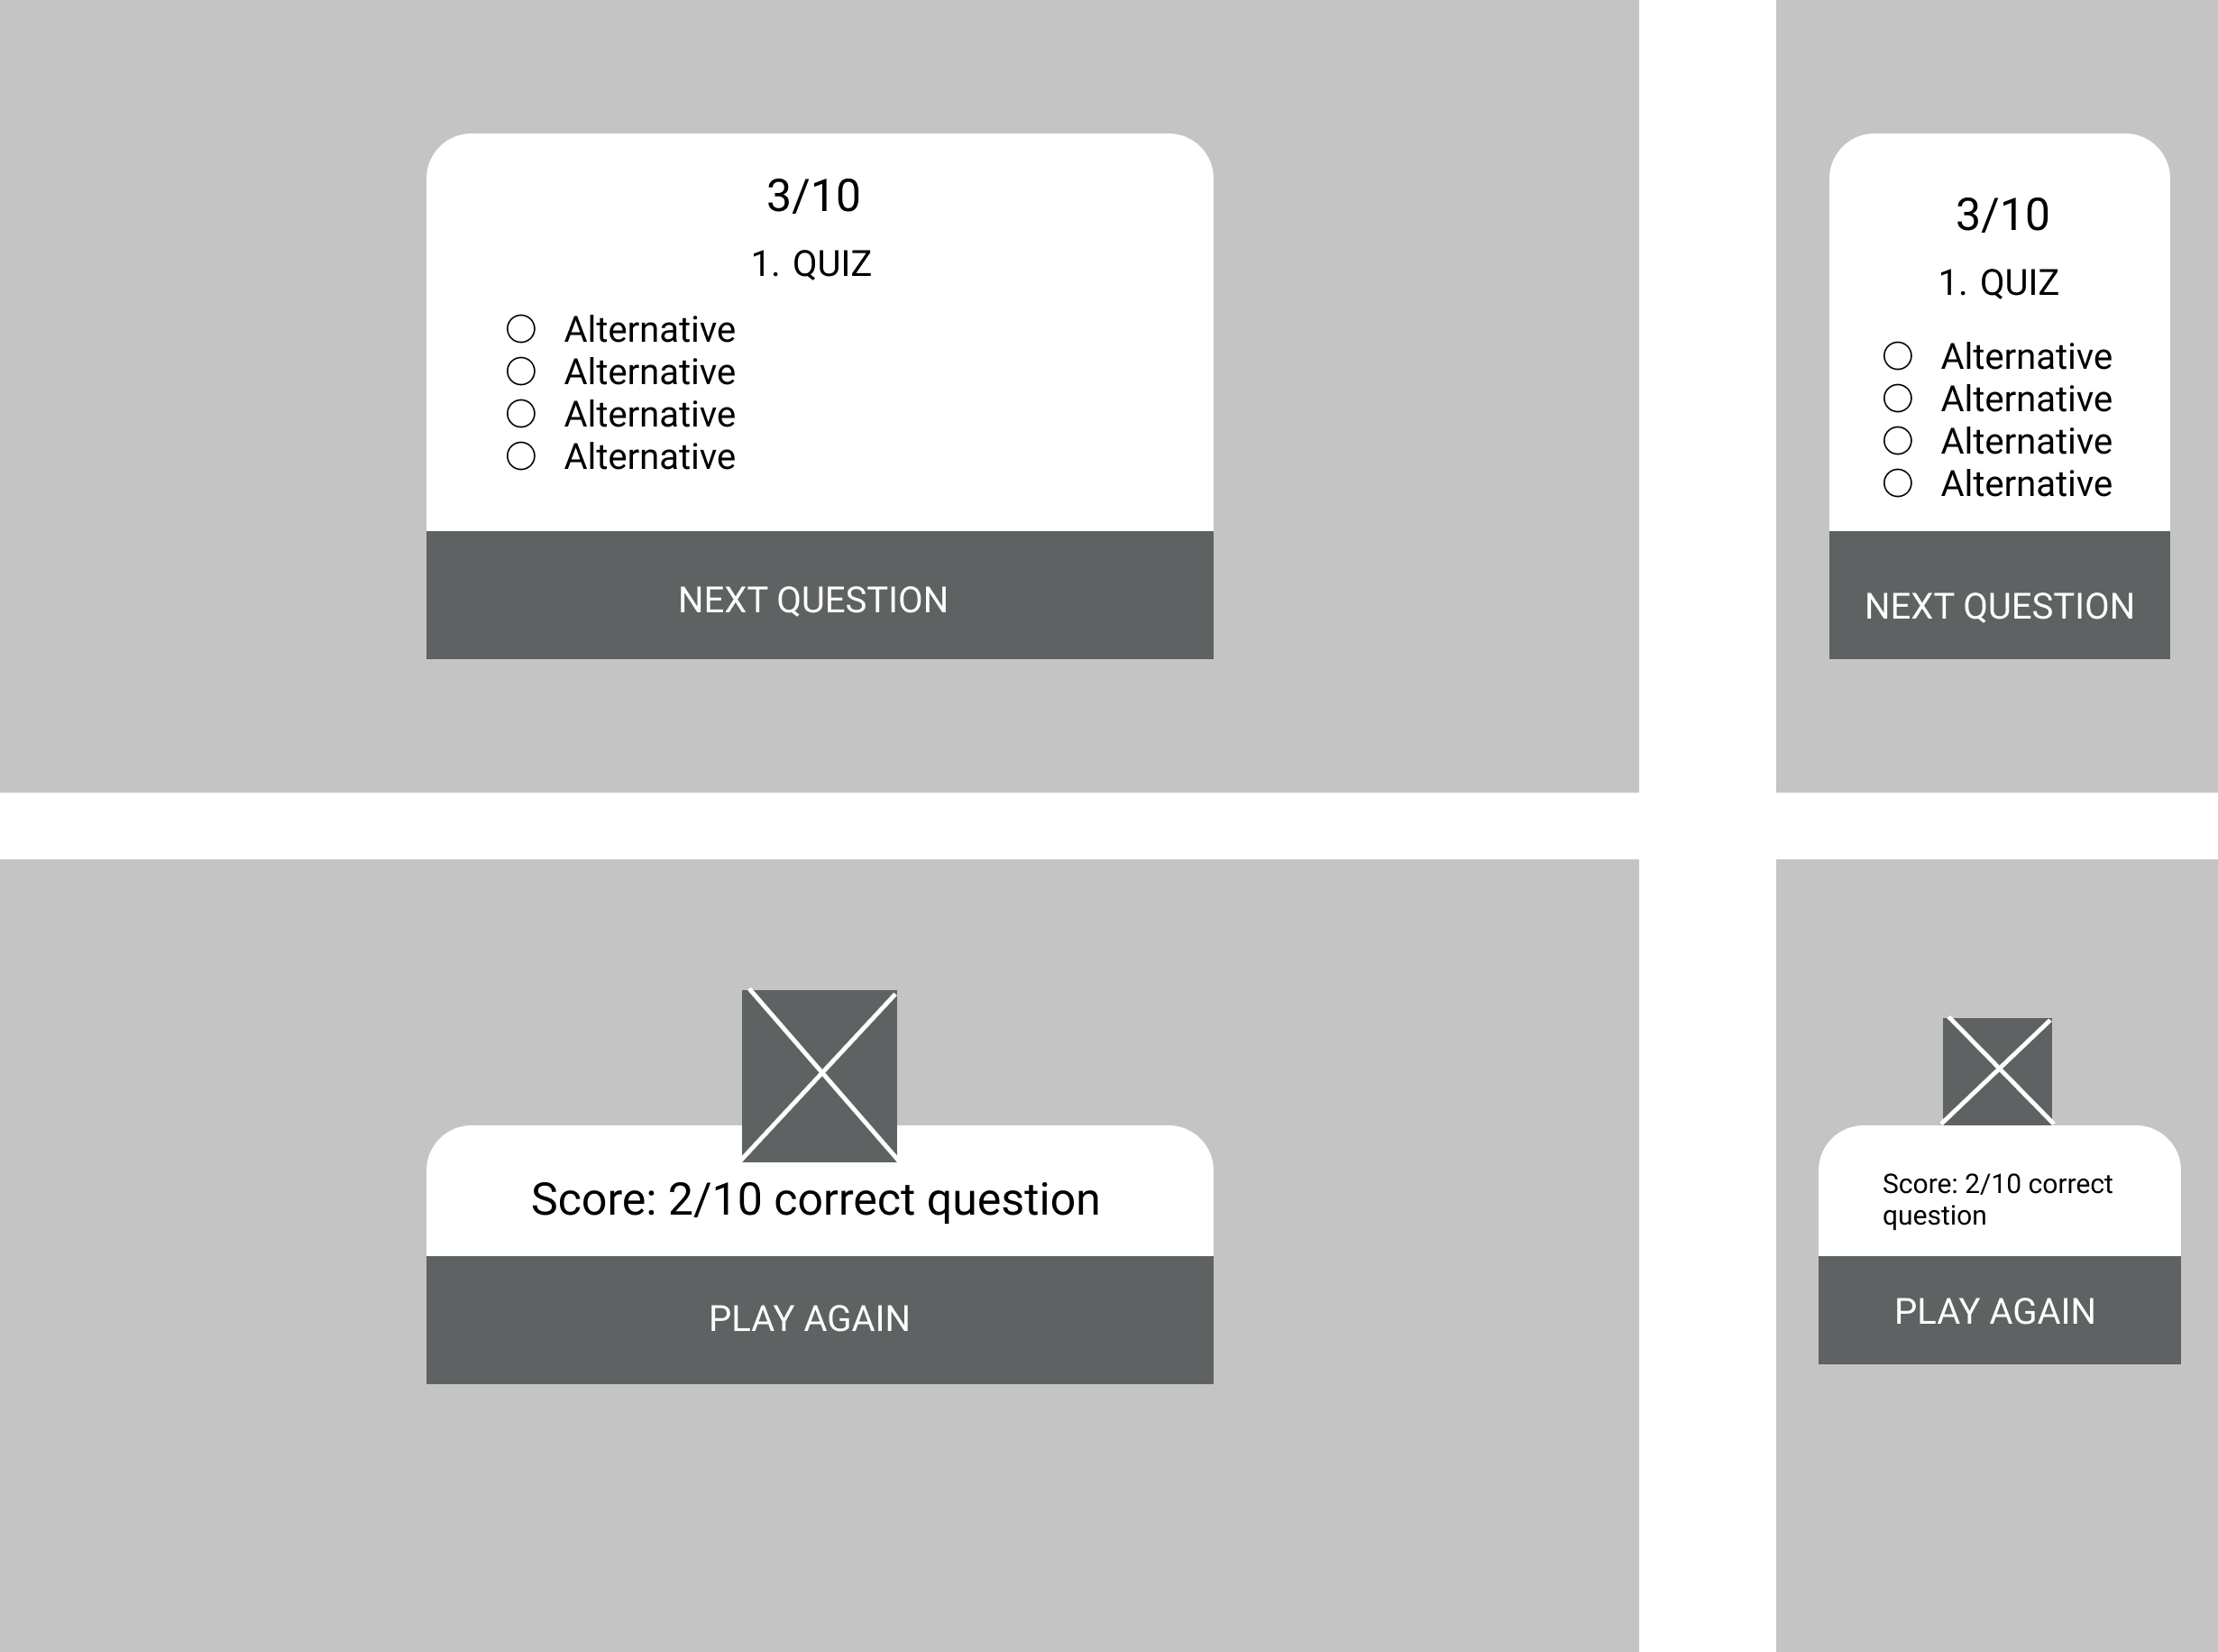 3/10
1. QUIZ
Alternative
Alternative
Alternative
Alternative
NEXT QUESTION
3/10
1. QUIZ
Alternative
Alternative
Alternative
Alternative
NEXT QUESTION
Score: 2/10 correct question
PLAY AGAIN
Score: 2/10 correct
question
PLAY AGAIN